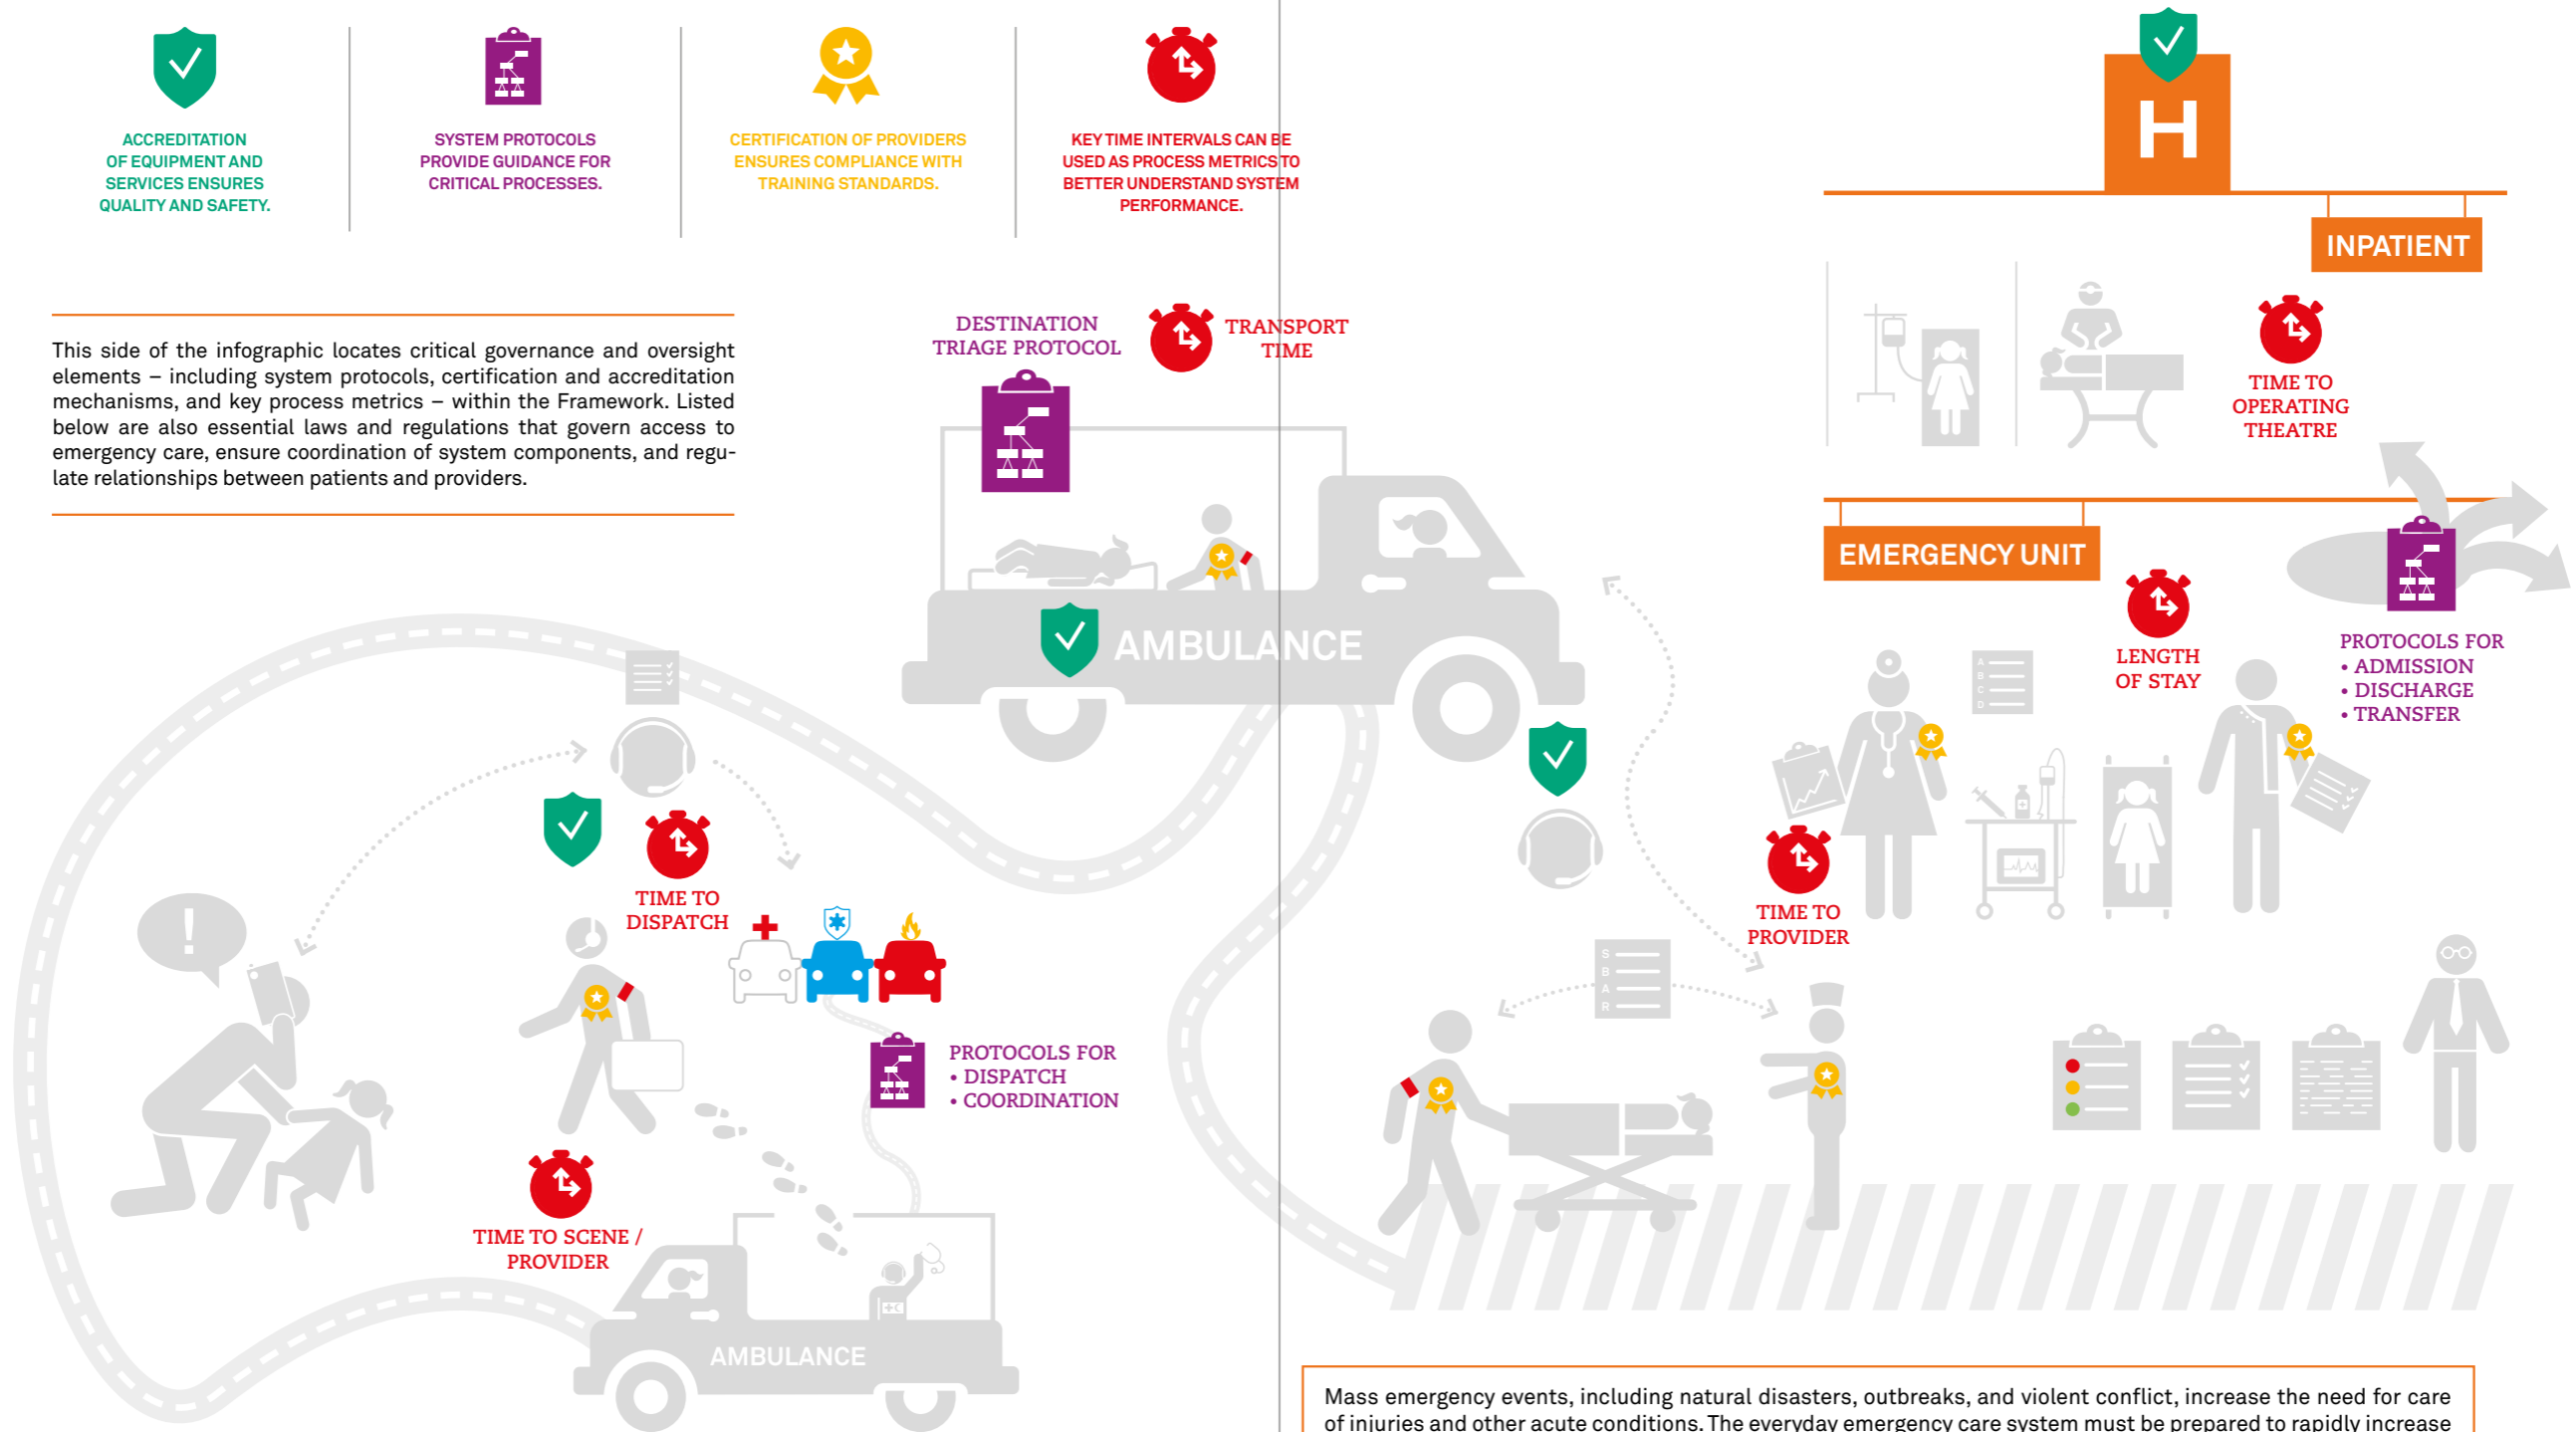 ACCREDITATION
OF EQUIPMENT AND
SERVICES ENSURES
QUALITY AND SAFETY.
SYSTEM PROTOCOLS
PROVIDE GUIDANCE FOR
CRITICAL PROCESSES.
CERTIFICATION OF PROVIDERS
ENSURES COMPLIANCE WITH
TRAINING STANDARDS.
KEY TIME INTERVALS CAN BE
USED AS PROCESS METRICS TO
BETTER UNDERSTAND SYSTEM
PERFORMANCE.
H
INPATIENT
This side of the infographic locates critical governance and oversight
elements – including system protocols, certification and accreditation
mechanisms, and key process metrics – within the Framework. Listed
below are also essential laws and regulations that govern access to
emergency care, ensure coordination of system components, and regu-
late relationships between patients and providers.
DESTINATION
TRIAGE PROTOCOL
TRANSPORT
TIME
TIME TO
OPERATING
THEATRE
EMERGENCY UNIT
AMBULANCE
LENGTH
OF STAY
PROTOCOLS FOR
• ADMISSION
• DISCHARGE
• TRANSFER
A
B
C
D
TIME TO
DISPATCH
!
TIME TO
PROVIDER
S
B
A
R
PROTOCOLS FOR
• DISPATCH
• COORDINATION
TIME TO SCENE /
PROVIDER
AMBULANCE
Mass emergency events, including natural disasters, outbreaks, and violent conflict, increase the need for care
of injuries and other acute conditions. The everyday emergency care system must be prepared to rapidly increase